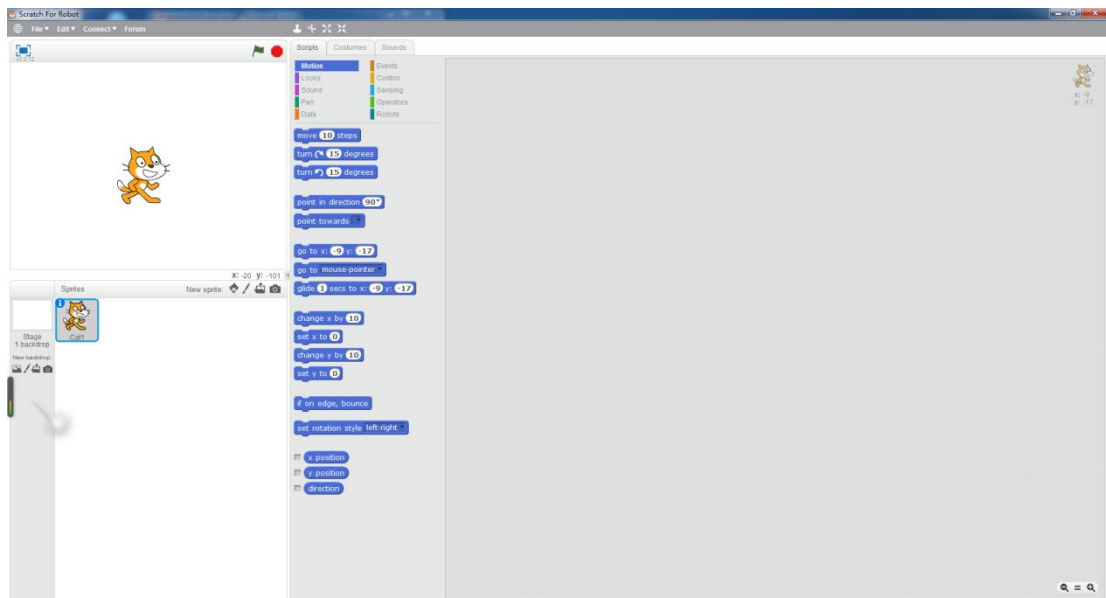 Scratch For Robot
File Edit Connect Forum
Scripts Costumes Sounds
Motion Events
Looks Control
Sound Sensing
Pen Operators
Data Robots
x: -9
y: -17
move 10 steps
turn 15 degrees
turn 15 degrees
point in direction 90°
point towards
go to x: -9 y: -17
go to mouse-pointer
glide 1 secs to x: -9 y: -17
change x by 10
set x to 0
change y by 10
set y to 0
if on edge, bounce
set rotation style left-right
x position
y position
direction
x: -20 y: -101
Sprites New sprite:
Cat1
Stage
1 backdrop
New backdrop: